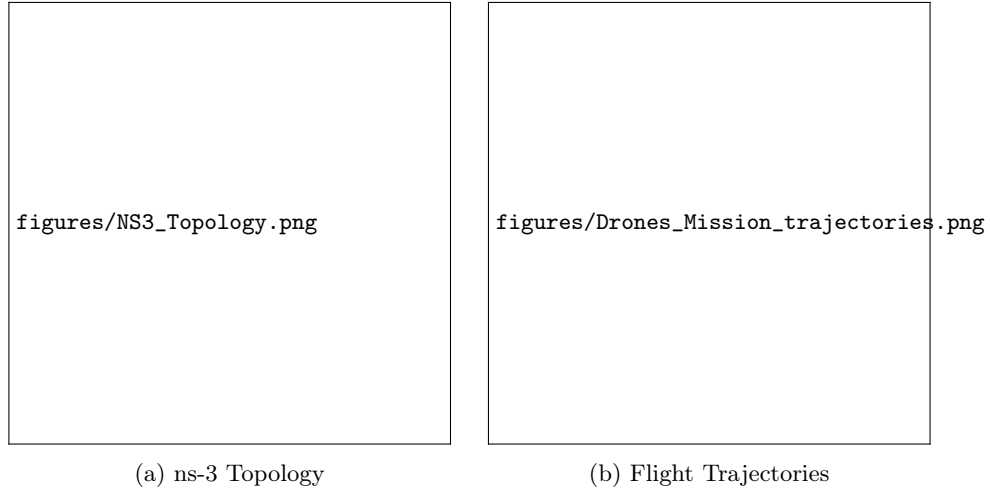 figures/NS3_Topology.png
figures/Drones_Mission_trajectories.png
(a) ns-3 Topology
(b) Flight Trajectories